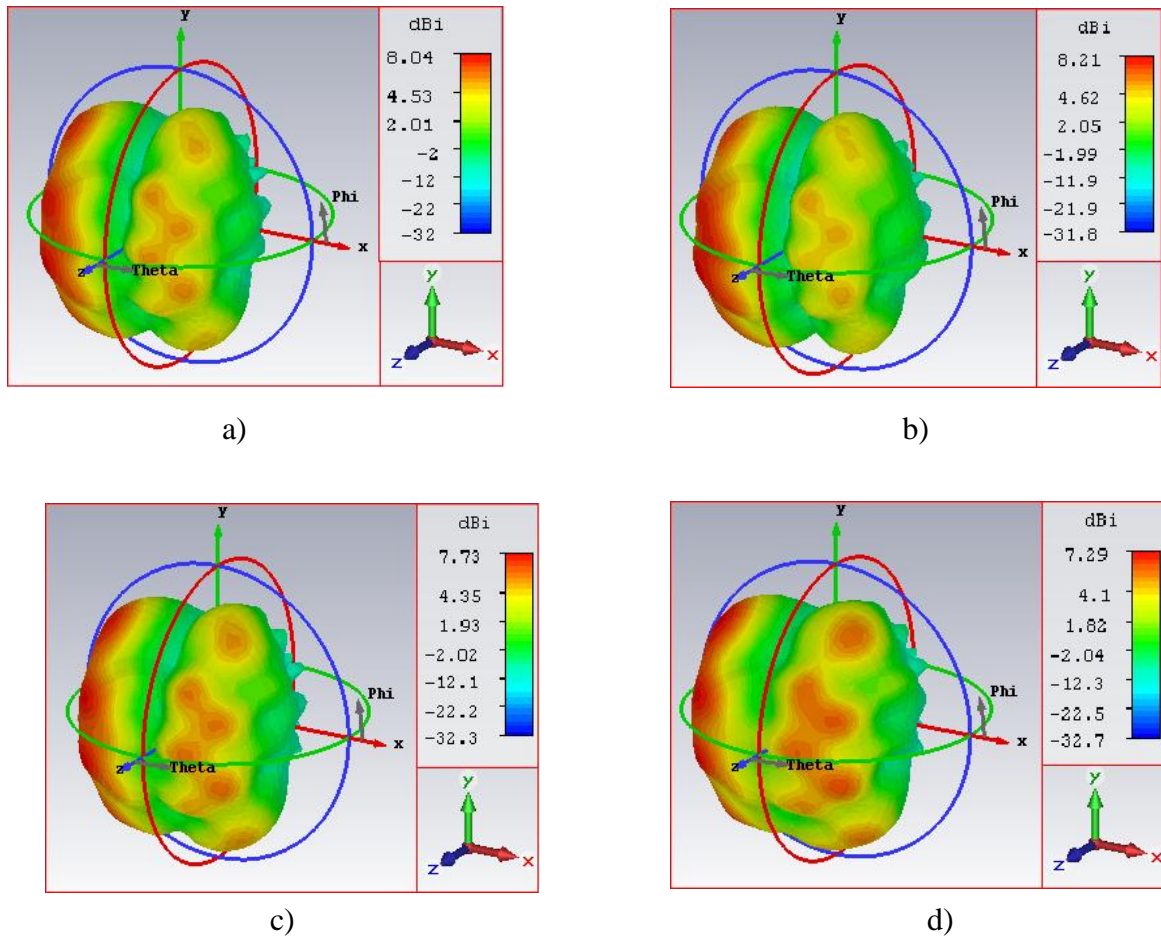 y
dBi
8.04
4.53
2.01
-2
-12
-22
-32
Phi
x
z
Theta
y
z
x
a)
y
dBi
8.21
4.62
2.05
-1.99
-11.9
-21.9
-31.8
Phi
x
z
Theta
y
z
x
b)
y
dBi
7.73
4.35
1.93
-2.02
-12.1
-22.2
-32.3
Phi
x
z
Theta
y
z
x
c)
y
dBi
7.29
4.1
1.82
-2.04
-12.3
-22.5
-32.7
Phi
x
z
Theta
y
z
x
d)